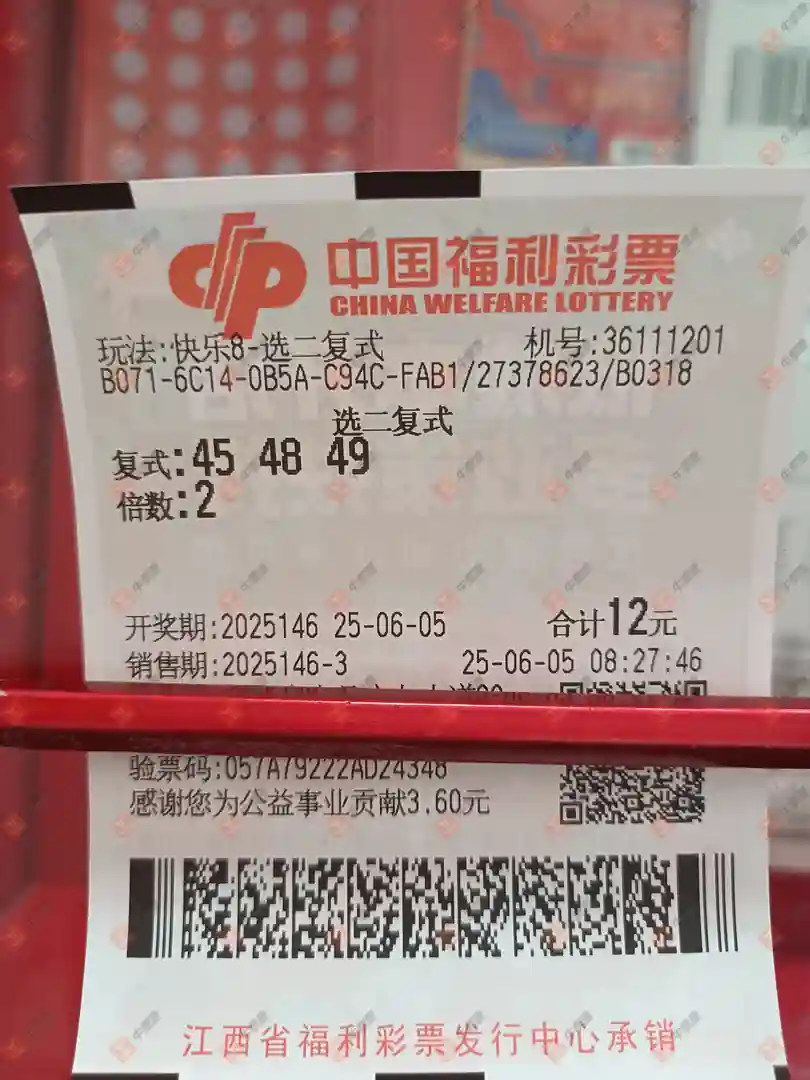 中国福利彩票
CHINA WELFARE LOTTERY
玩法:快乐8-选二复式 机号:36111201
B071-6C14-0B5A-C94C-FAB1/27378623/B0318
选二复式
复式:45 48 49
倍数:2
开奖期:2025146 25-06-05 合计12元
销售期:2025146-3 25-06-05 08:27:46
验票码:057A79222AD24348
感谢您为公益事业贡献3.60元
江西省福利彩票发行中心承销